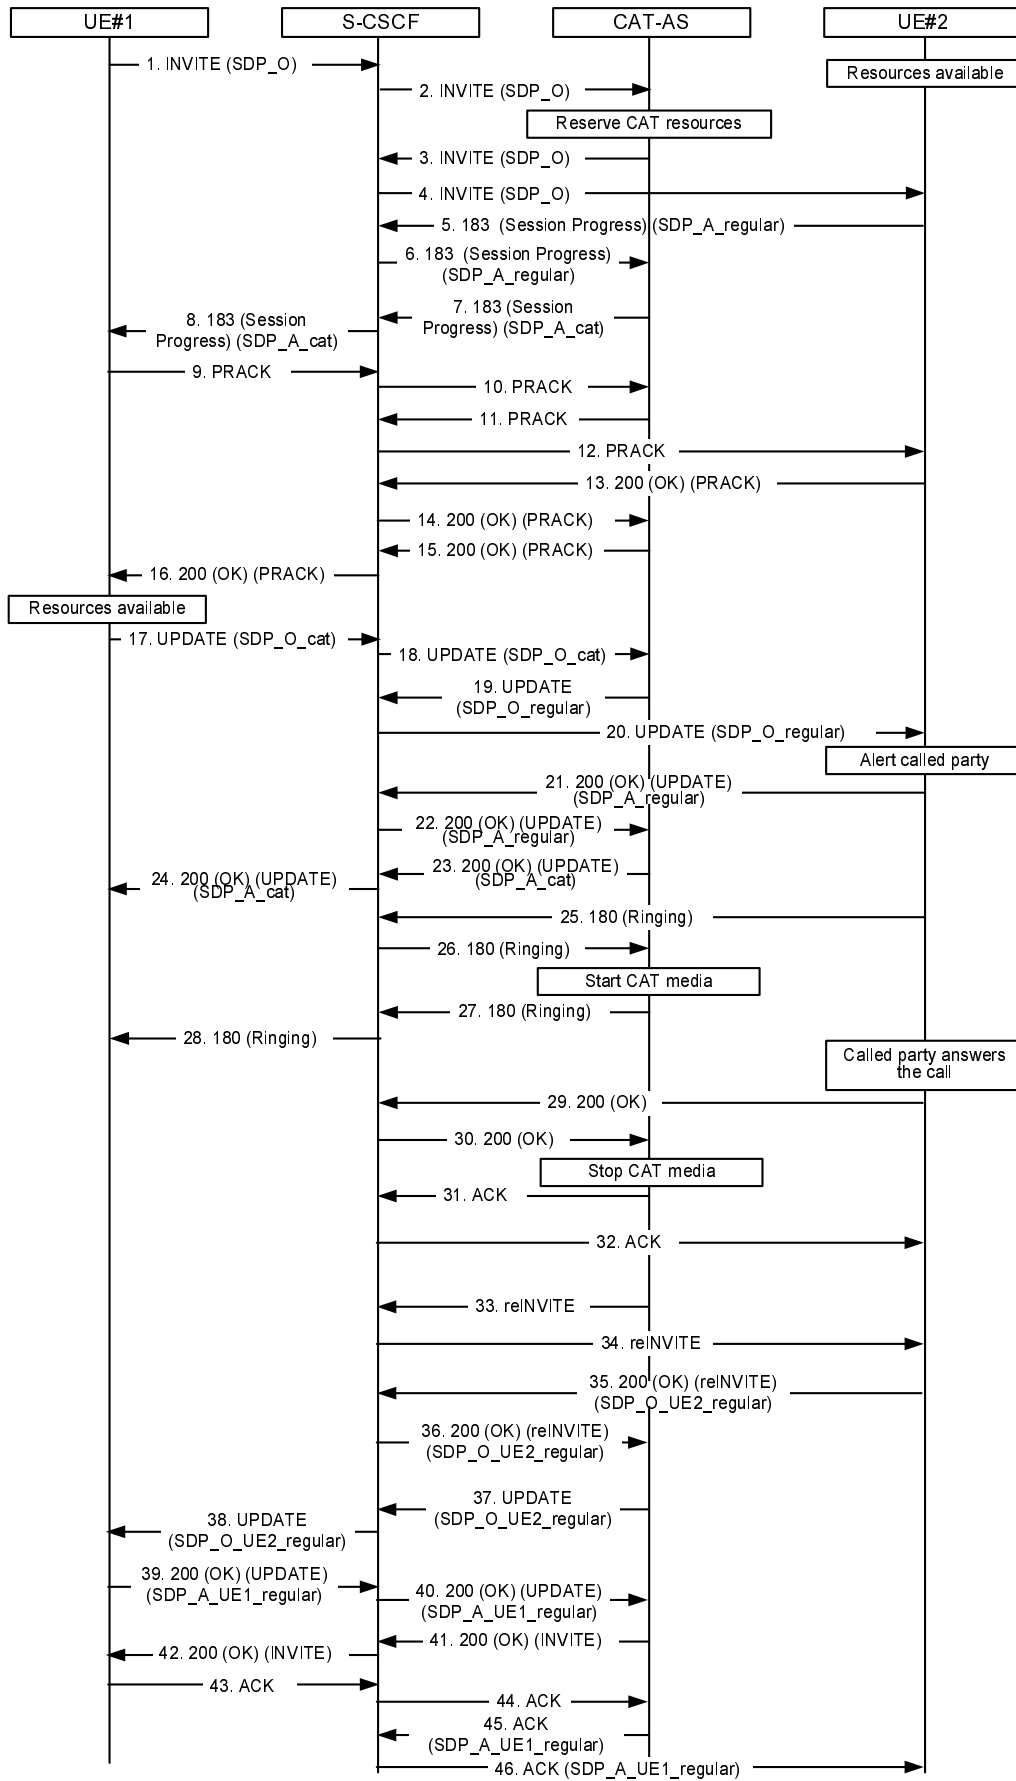 UE#1
S-CSCF
CAT-AS
UE#2
1. INVITE (SDP_O)
Resources available
2. INVITE (SDP_O)
Reserve CAT resources
3. INVITE (SDP_O)
4. INVITE (SDP_O)
5. 183 (Session Progress) (SDP_A_regular)
6. 183 (Session Progress)
(SDP_A_regular)
7. 183 (Session
Progress) (SDP_A_cat)
8. 183 (Session
Progress) (SDP_A_cat)
9. PRACK
10. PRACK
11. PRACK
12. PRACK
13. 200 (OK) (PRACK)
14. 200 (OK) (PRACK)
15. 200 (OK) (PRACK)
16. 200 (OK) (PRACK)
Resources available
17. UPDATE (SDP_O_cat)
18. UPDATE (SDP_O_cat)
19. UPDATE
(SDP_O_regular)
20. UPDATE (SDP_O_regular)
Alert called party
21. 200 (OK) (UPDATE)
(SDP_A_regular)
22. 200 (OK) (UPDATE)
(SDP_A_regular)
23. 200 (OK) (UPDATE)
(SDP_A_cat)
24. 200 (OK) (UPDATE)
(SDP_A_cat)
25. 180 (Ringing)
26. 180 (Ringing)
Start CAT media
27. 180 (Ringing)
28. 180 (Ringing)
Called party answers
the call
29. 200 (OK)
30. 200 (OK)
Stop CAT media
31. ACK
32. ACK
33. reINVITE
34. reINVITE
35. 200 (OK) (reINVITE)
(SDP_O_UE2_regular)
36. 200 (OK) (reINVITE)
(SDP_O_UE2_regular)
37. UPDATE
(SDP_O_UE2_regular)
38. UPDATE
(SDP_O_UE2_regular)
39. 200 (OK) (UPDATE)
(SDP_A_UE1_regular)
40. 200 (OK) (UPDATE)
(SDP_A_UE1_regular)
41. 200 (OK) (INVITE)
42. 200 (OK) (INVITE)
43. ACK
44. ACK
45. ACK
(SDP_A_UE1_regular)
46. ACK (SDP_A_UE1_regular)